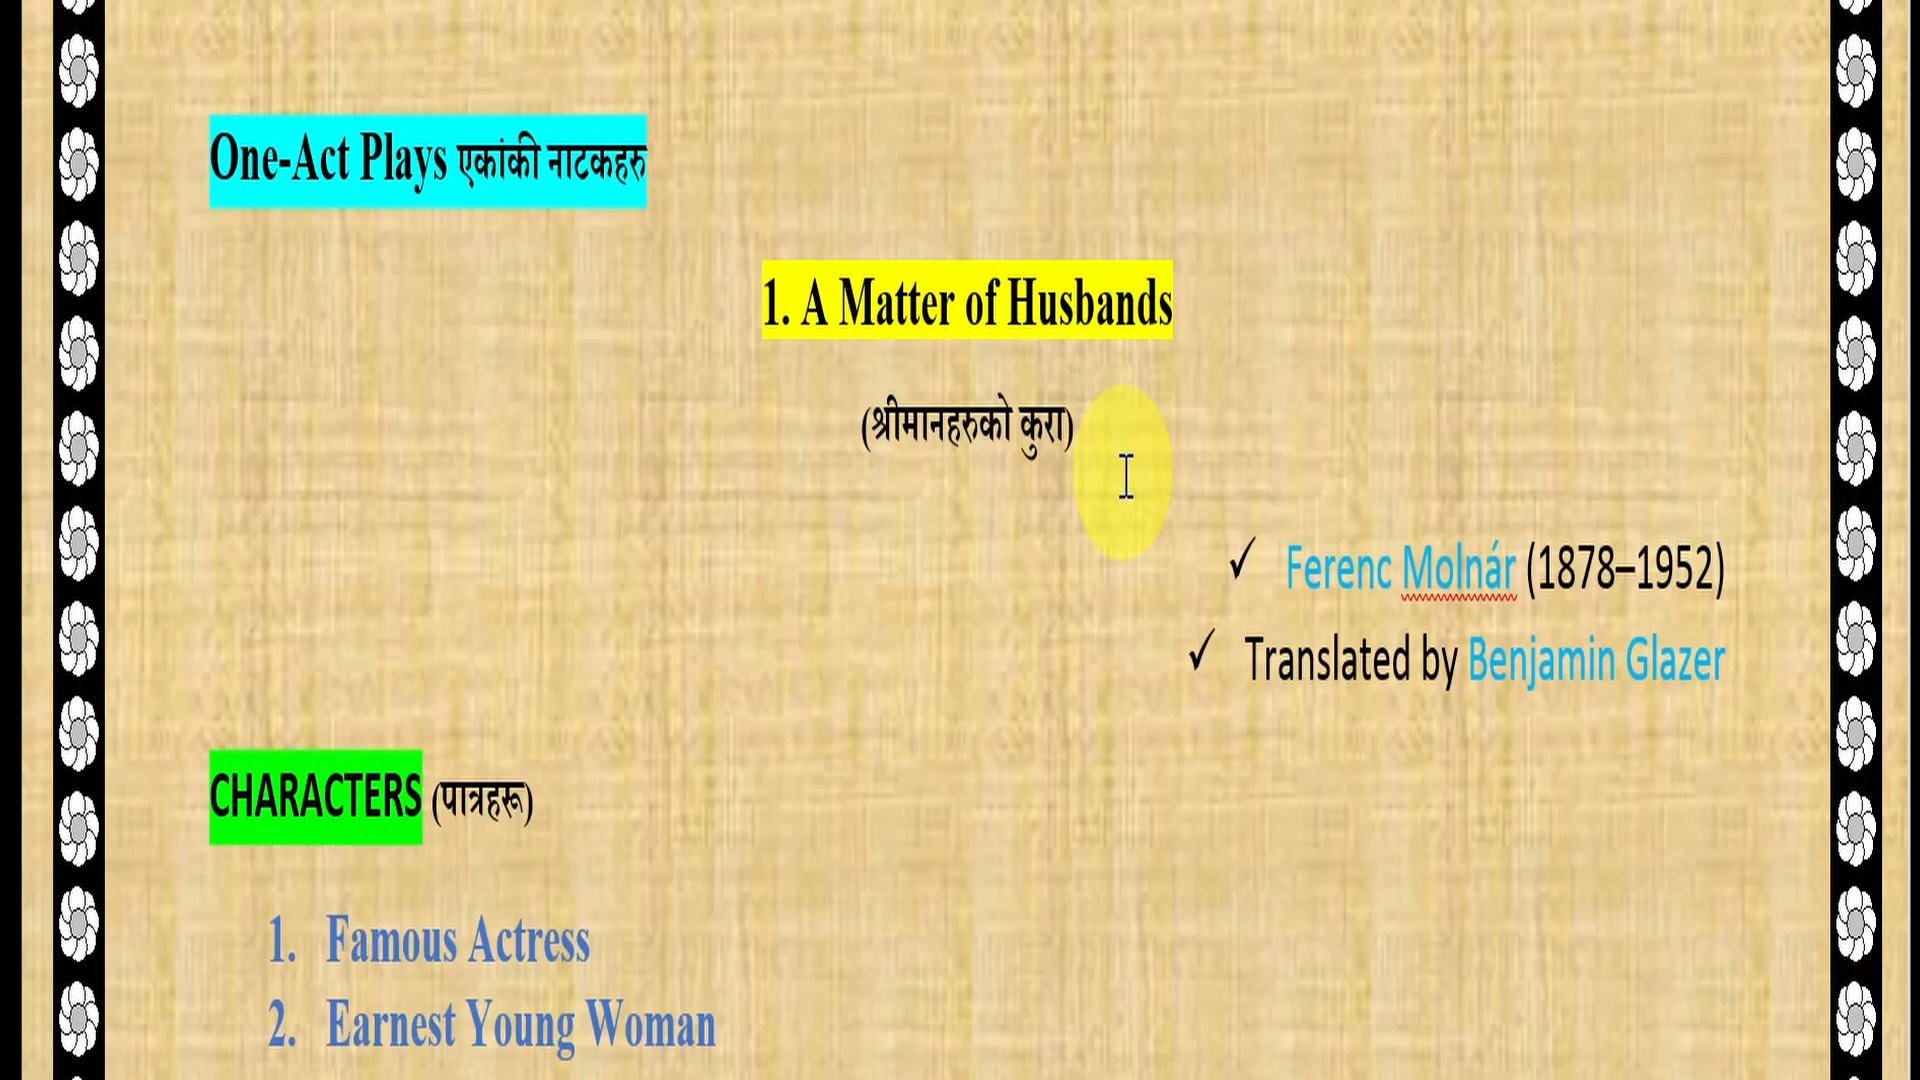 One-Act Plays एकांकी नाटकहरु
1. A Matter of Husbands
(श्रीमानहरुको कुरा)
✓ Ferenc Molnár (1878–1952)
✓ Translated by Benjamin Glazer
CHARACTERS (पात्रहरू)
1. Famous Actress
2. Earnest Young Woman